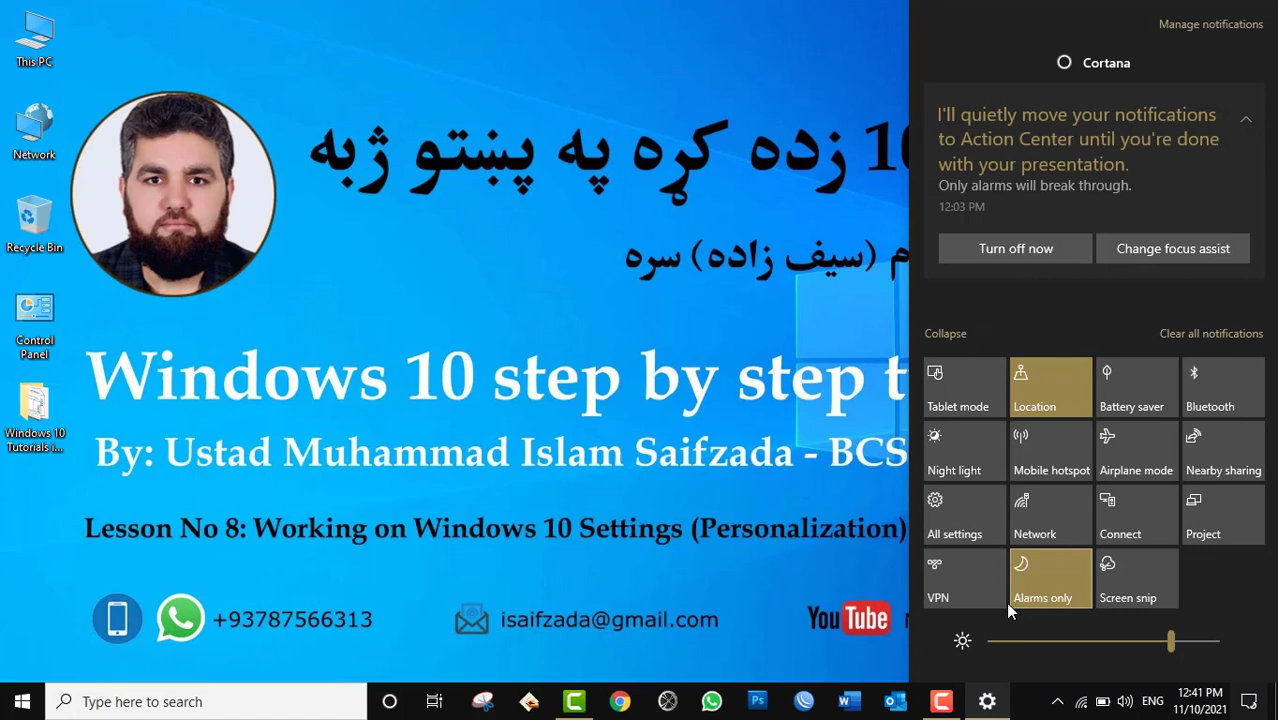 This PC
Network
Recycle Bin
Control
Panel
Windows 10
Tutorials i...
10 زده کړه په پښتو ژبه
م (سیف زاده) سره
Windows 10 step by step t
By: Ustad Muhammad Islam Saifzada - BCS
Lesson No 8: Working on Windows 10 Settings (Personalization)
+93787566313
isaifzada@gmail.com
YouTube
Manage notifications
Cortana
I'll quietly move your notifications
to Action Center until you're done
with your presentation.
Only alarms will break through.
12:03 PM
Turn off now
Change focus assist
Collapse
Clear all notifications
Tablet mode
Location
Battery saver
Bluetooth
Night light
Mobile hotspot
Airplane mode
Nearby sharing
All settings
Network
Connect
Project
VPN
Alarms only
Screen snip
Type here to search
Ps
ENG
12:41 PM
11/10/2021